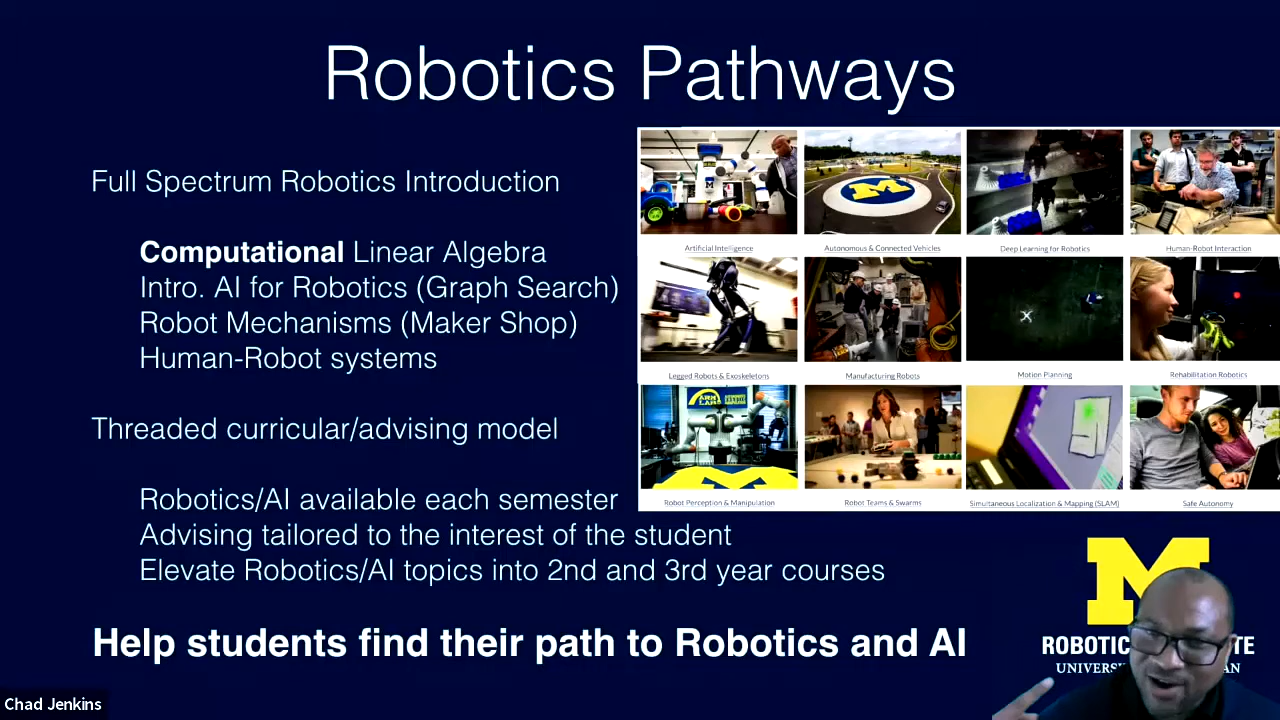 Robotics Pathways
Full Spectrum Robotics Introduction
Computational Linear Algebra
Intro. AI for Robotics (Graph Search)
Robot Mechanisms (Maker Shop)
Human-Robot systems
Threaded curricular/advising model
Robotics/AI available each semester
Advising tailored to the interest of the student
Elevate Robotics/AI topics into 2nd and 3rd year courses
Help students find their path to Robotics and AI
Artificial Intelligence
Autonomous & Connected Vehicles
Deep Learning for Robotics
Human-Robot Interaction
Legged Robots & Exoskeletons
Manufacturing Robots
Motion Planning
Rehabilitation Robotics
Robot Perception & Manipulation
Robot Teams & Swarms
Simultaneous Localization & Mapping (SLAM)
Safe Autonomy
M
Chad Jenkins